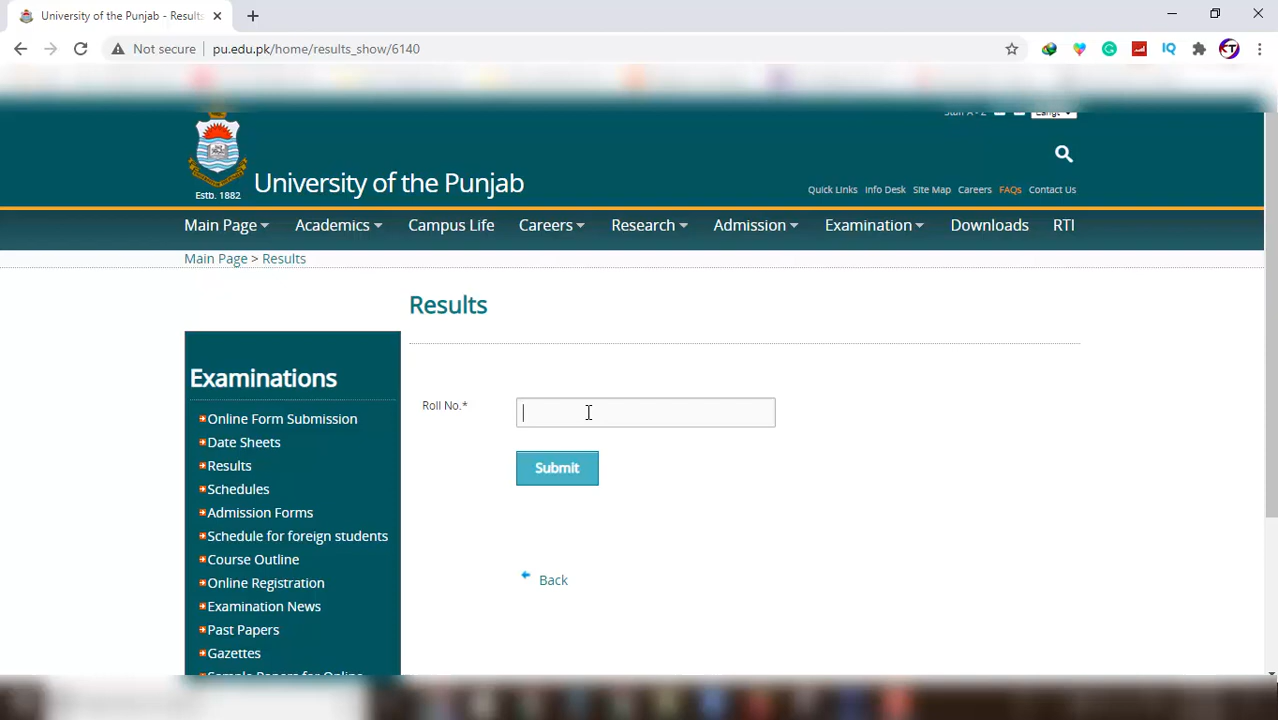 University of the Punjab - Results
Not secure
pu.edu.pk/home/results_show/6140
IQ
Estb. 1882
University of the Punjab
Quick Links
Info Desk
Site Map
Careers
FAQs
Contact Us
Main Page
Academics
Campus Life
Careers
Research
Admission
Examination
Downloads
RTI
Main Page > Results
Results
Examinations
Online Form Submission
Date Sheets
Results
Schedules
Admission Forms
Schedule for foreign students
Course Outline
Online Registration
Examination News
Past Papers
Gazettes
Roll No.*
Submit
Back